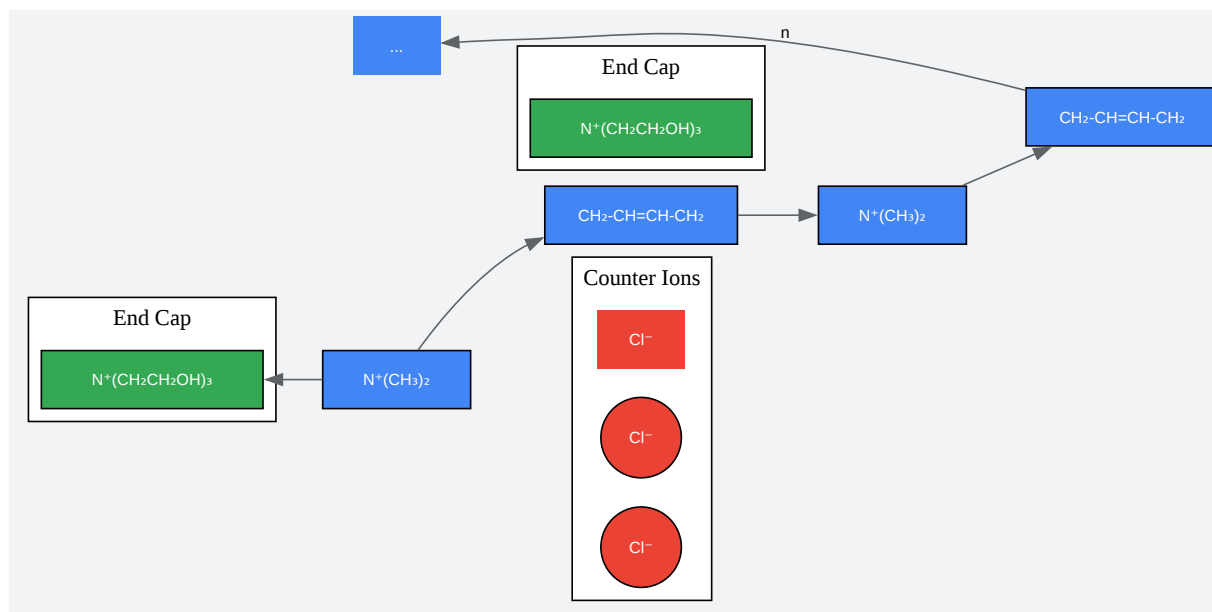 n
...
End Cap
N⁺(CH₂CH₂OH)₃
CH₂-CH=CH-CH₂
CH₂-CH=CH-CH₂
N⁺(CH₃)₂
Counter Ions
End Cap
Cl⁻
N⁺(CH₂CH₂OH)₃
N⁺(CH₃)₂
Cl⁻
Cl⁻